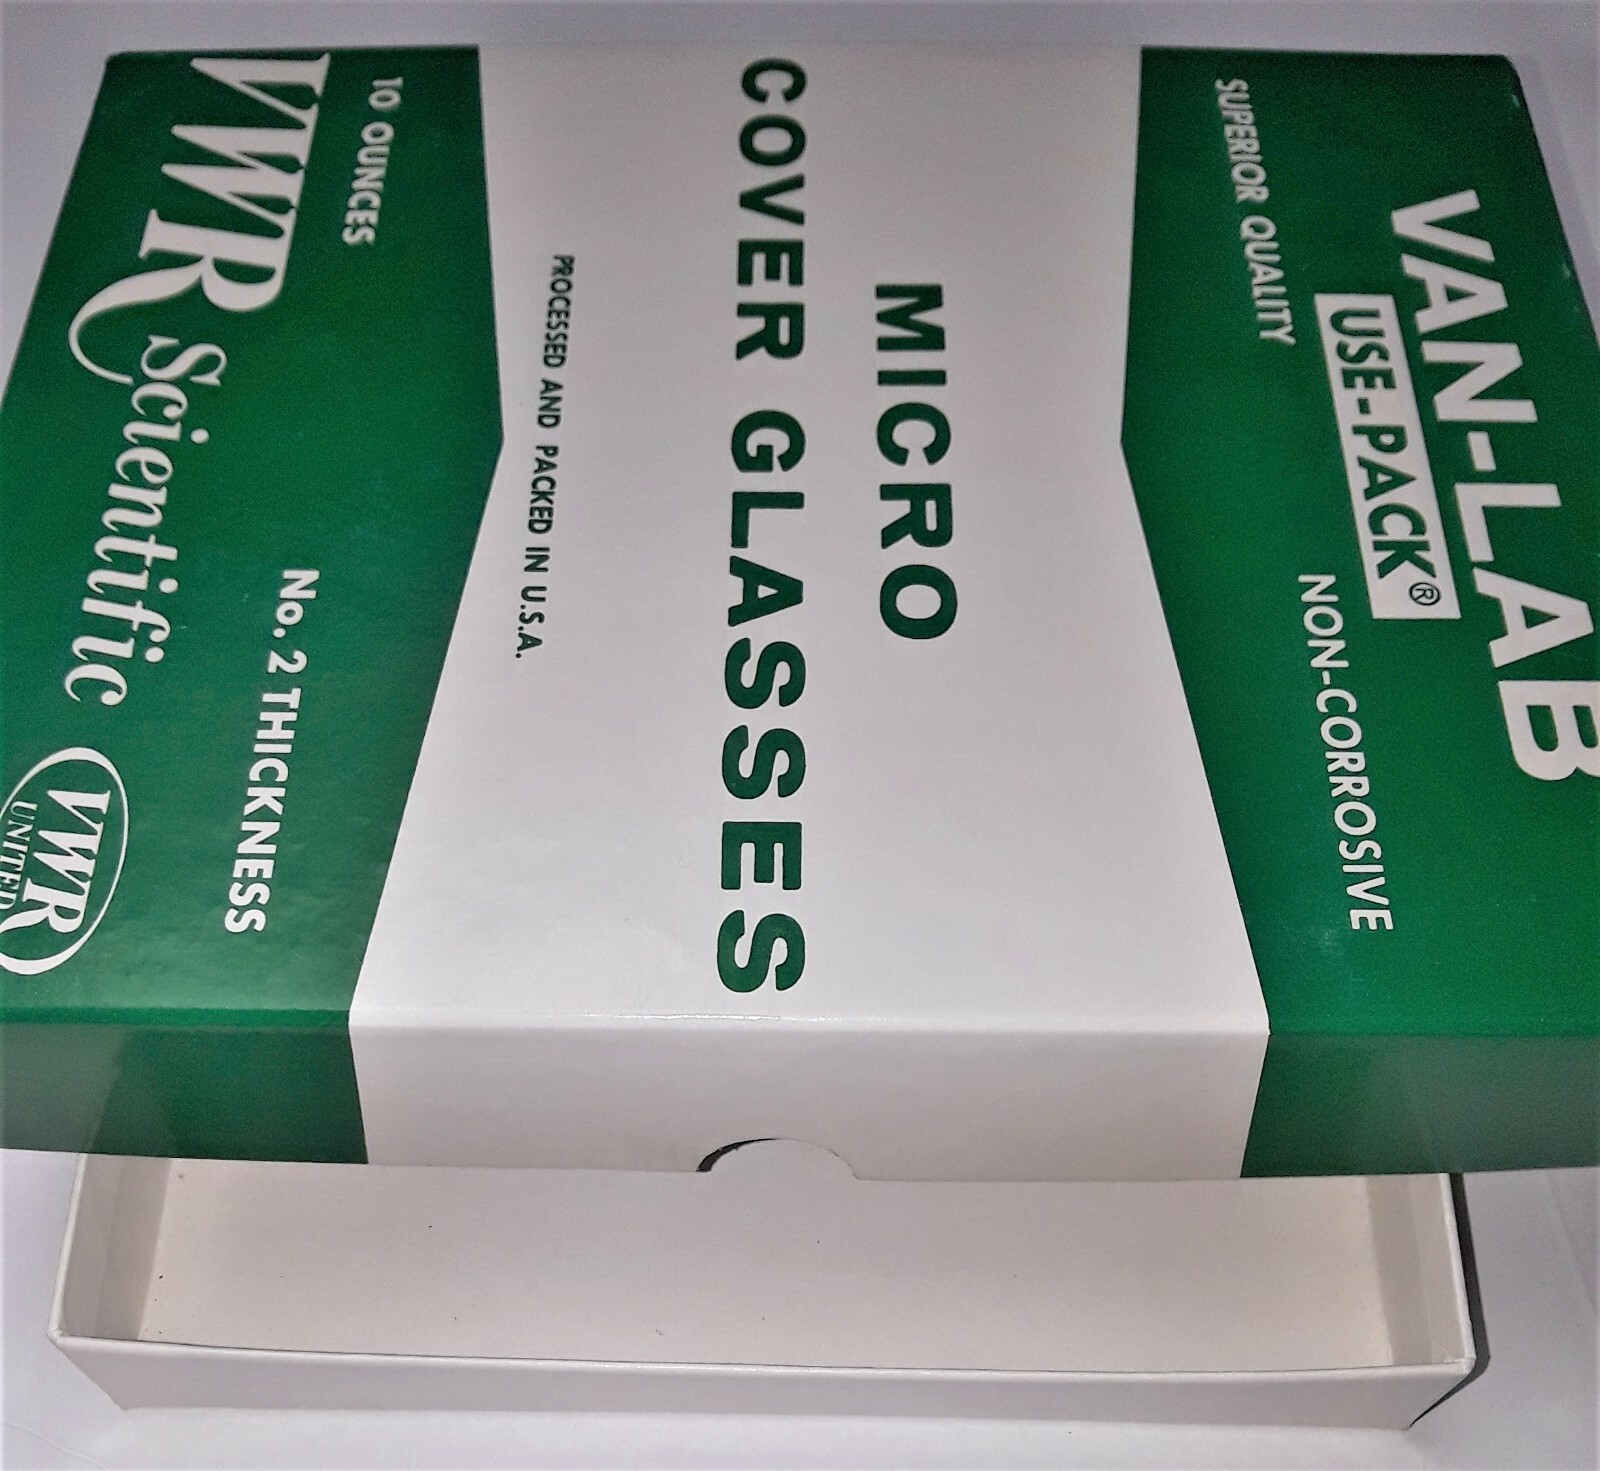 VAN-LAB
USE-PACK®
SUPERIOR QUALITY
NON-CORROSIVE
MICRO
COVER GLASSES
PROCESSED AND PACKED IN U.S.A.
10 OUNCES
No. 2 THICKNESS
VWR Scientific
VWR
UNITED